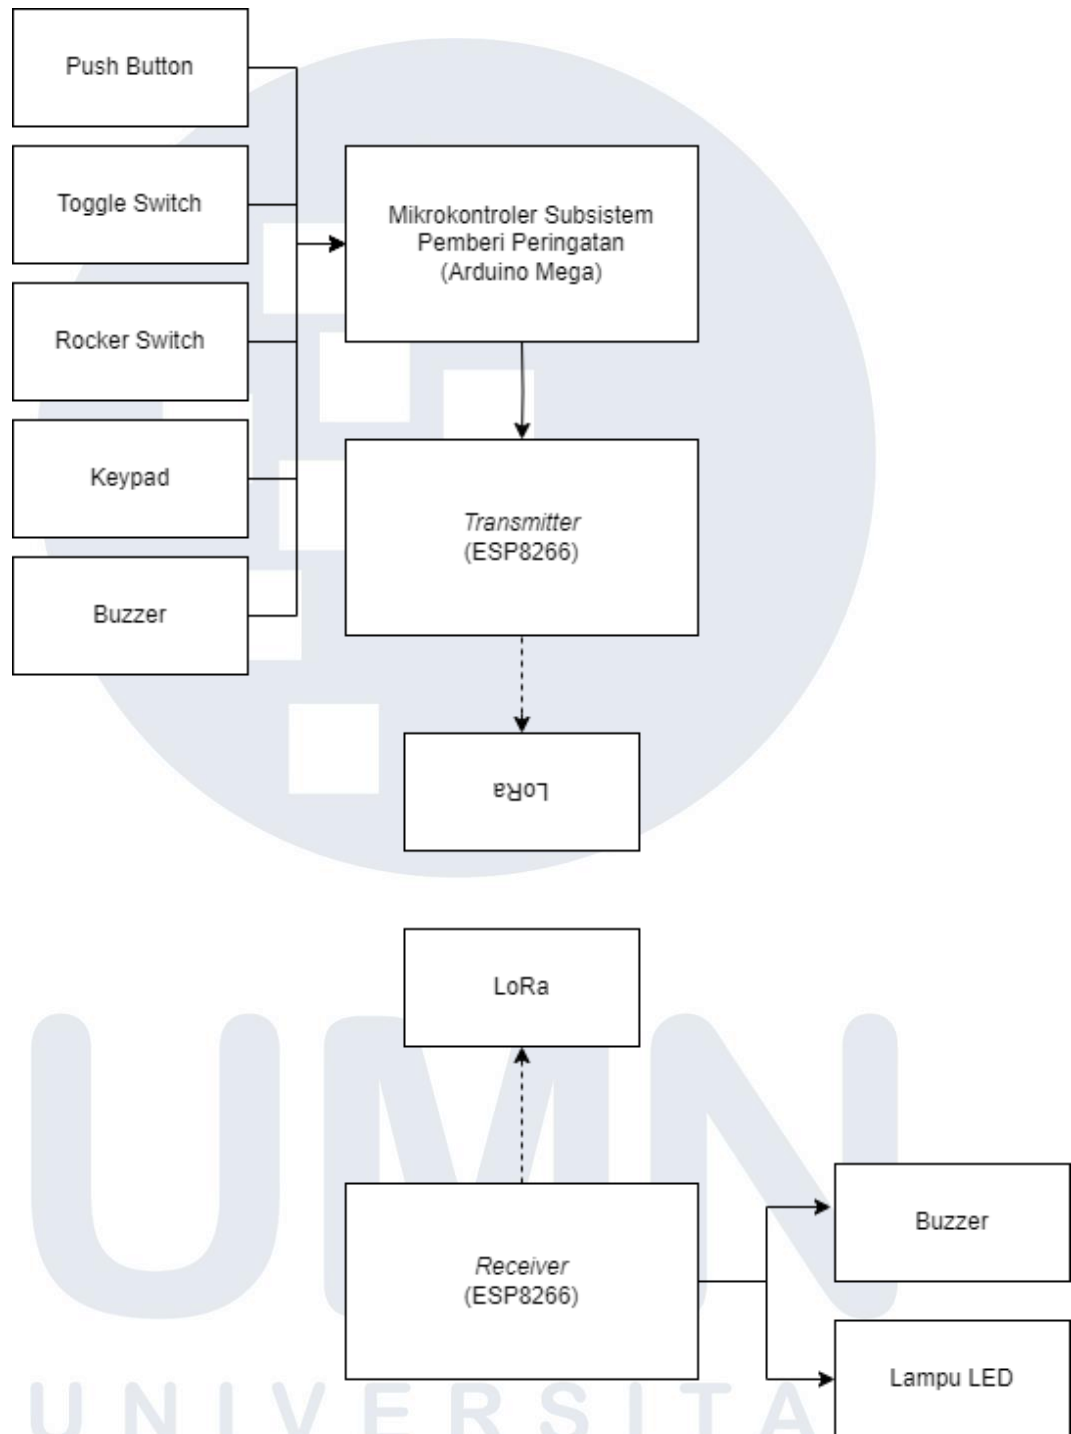 Push Button
Toggle Switch
Mikrokontroler Subsistem
Pemberi Peringatan
(Arduino Mega)
Rocker Switch
Keypad
Transmitter
(ESP8266)
Buzzer
LoRa
LoRa
Receiver
(ESP8266)
Buzzer
Lampu LED
UMN
UNIVERSITA